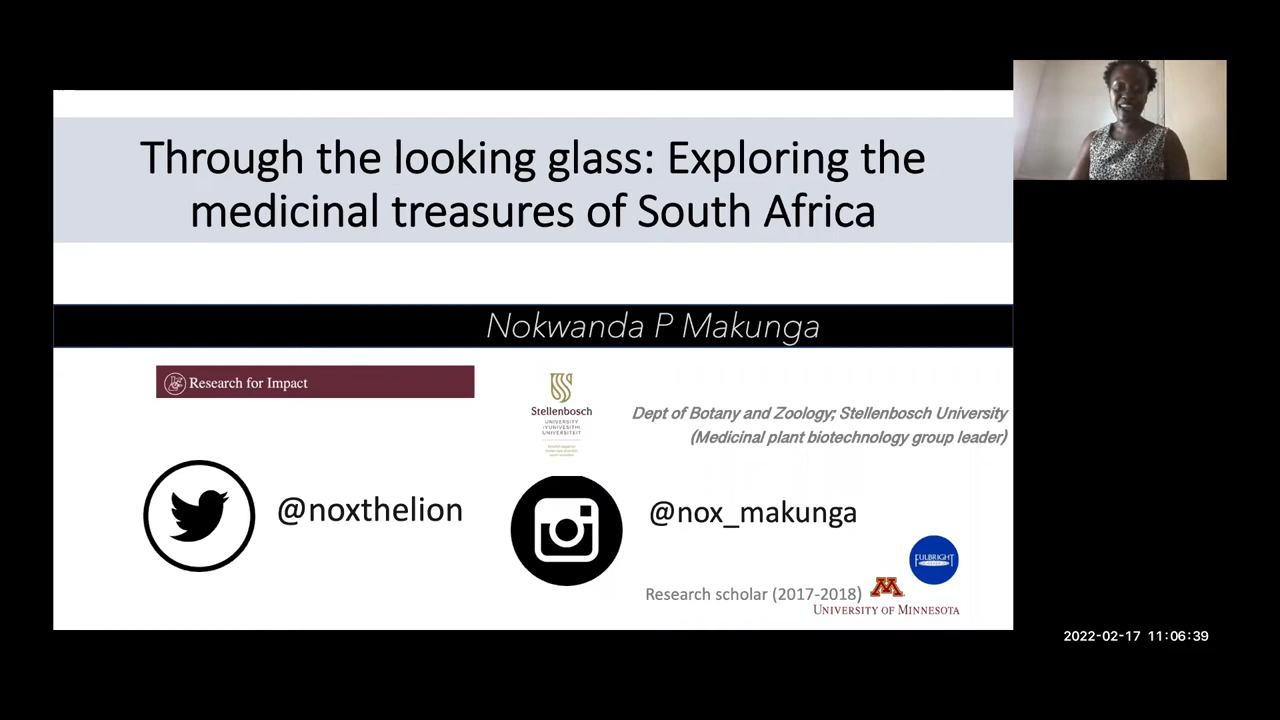 Through the looking glass: Exploring the
medicinal treasures of South Africa
Nokwanda P Makunga
Research for Impact
Stellenbosch
UNIVERSITY
IYUNIVESITHI
UNIVERSITEIT
Dept of Botany and Zoology; Stellenbosch University
(Medicinal plant biotechnology group leader)
@noxthelion
@nox_makunga
FULBRIGHT
Research scholar (2017-2018)
UNIVERSITY OF MINNESOTA
2022-02-17 11:06:39